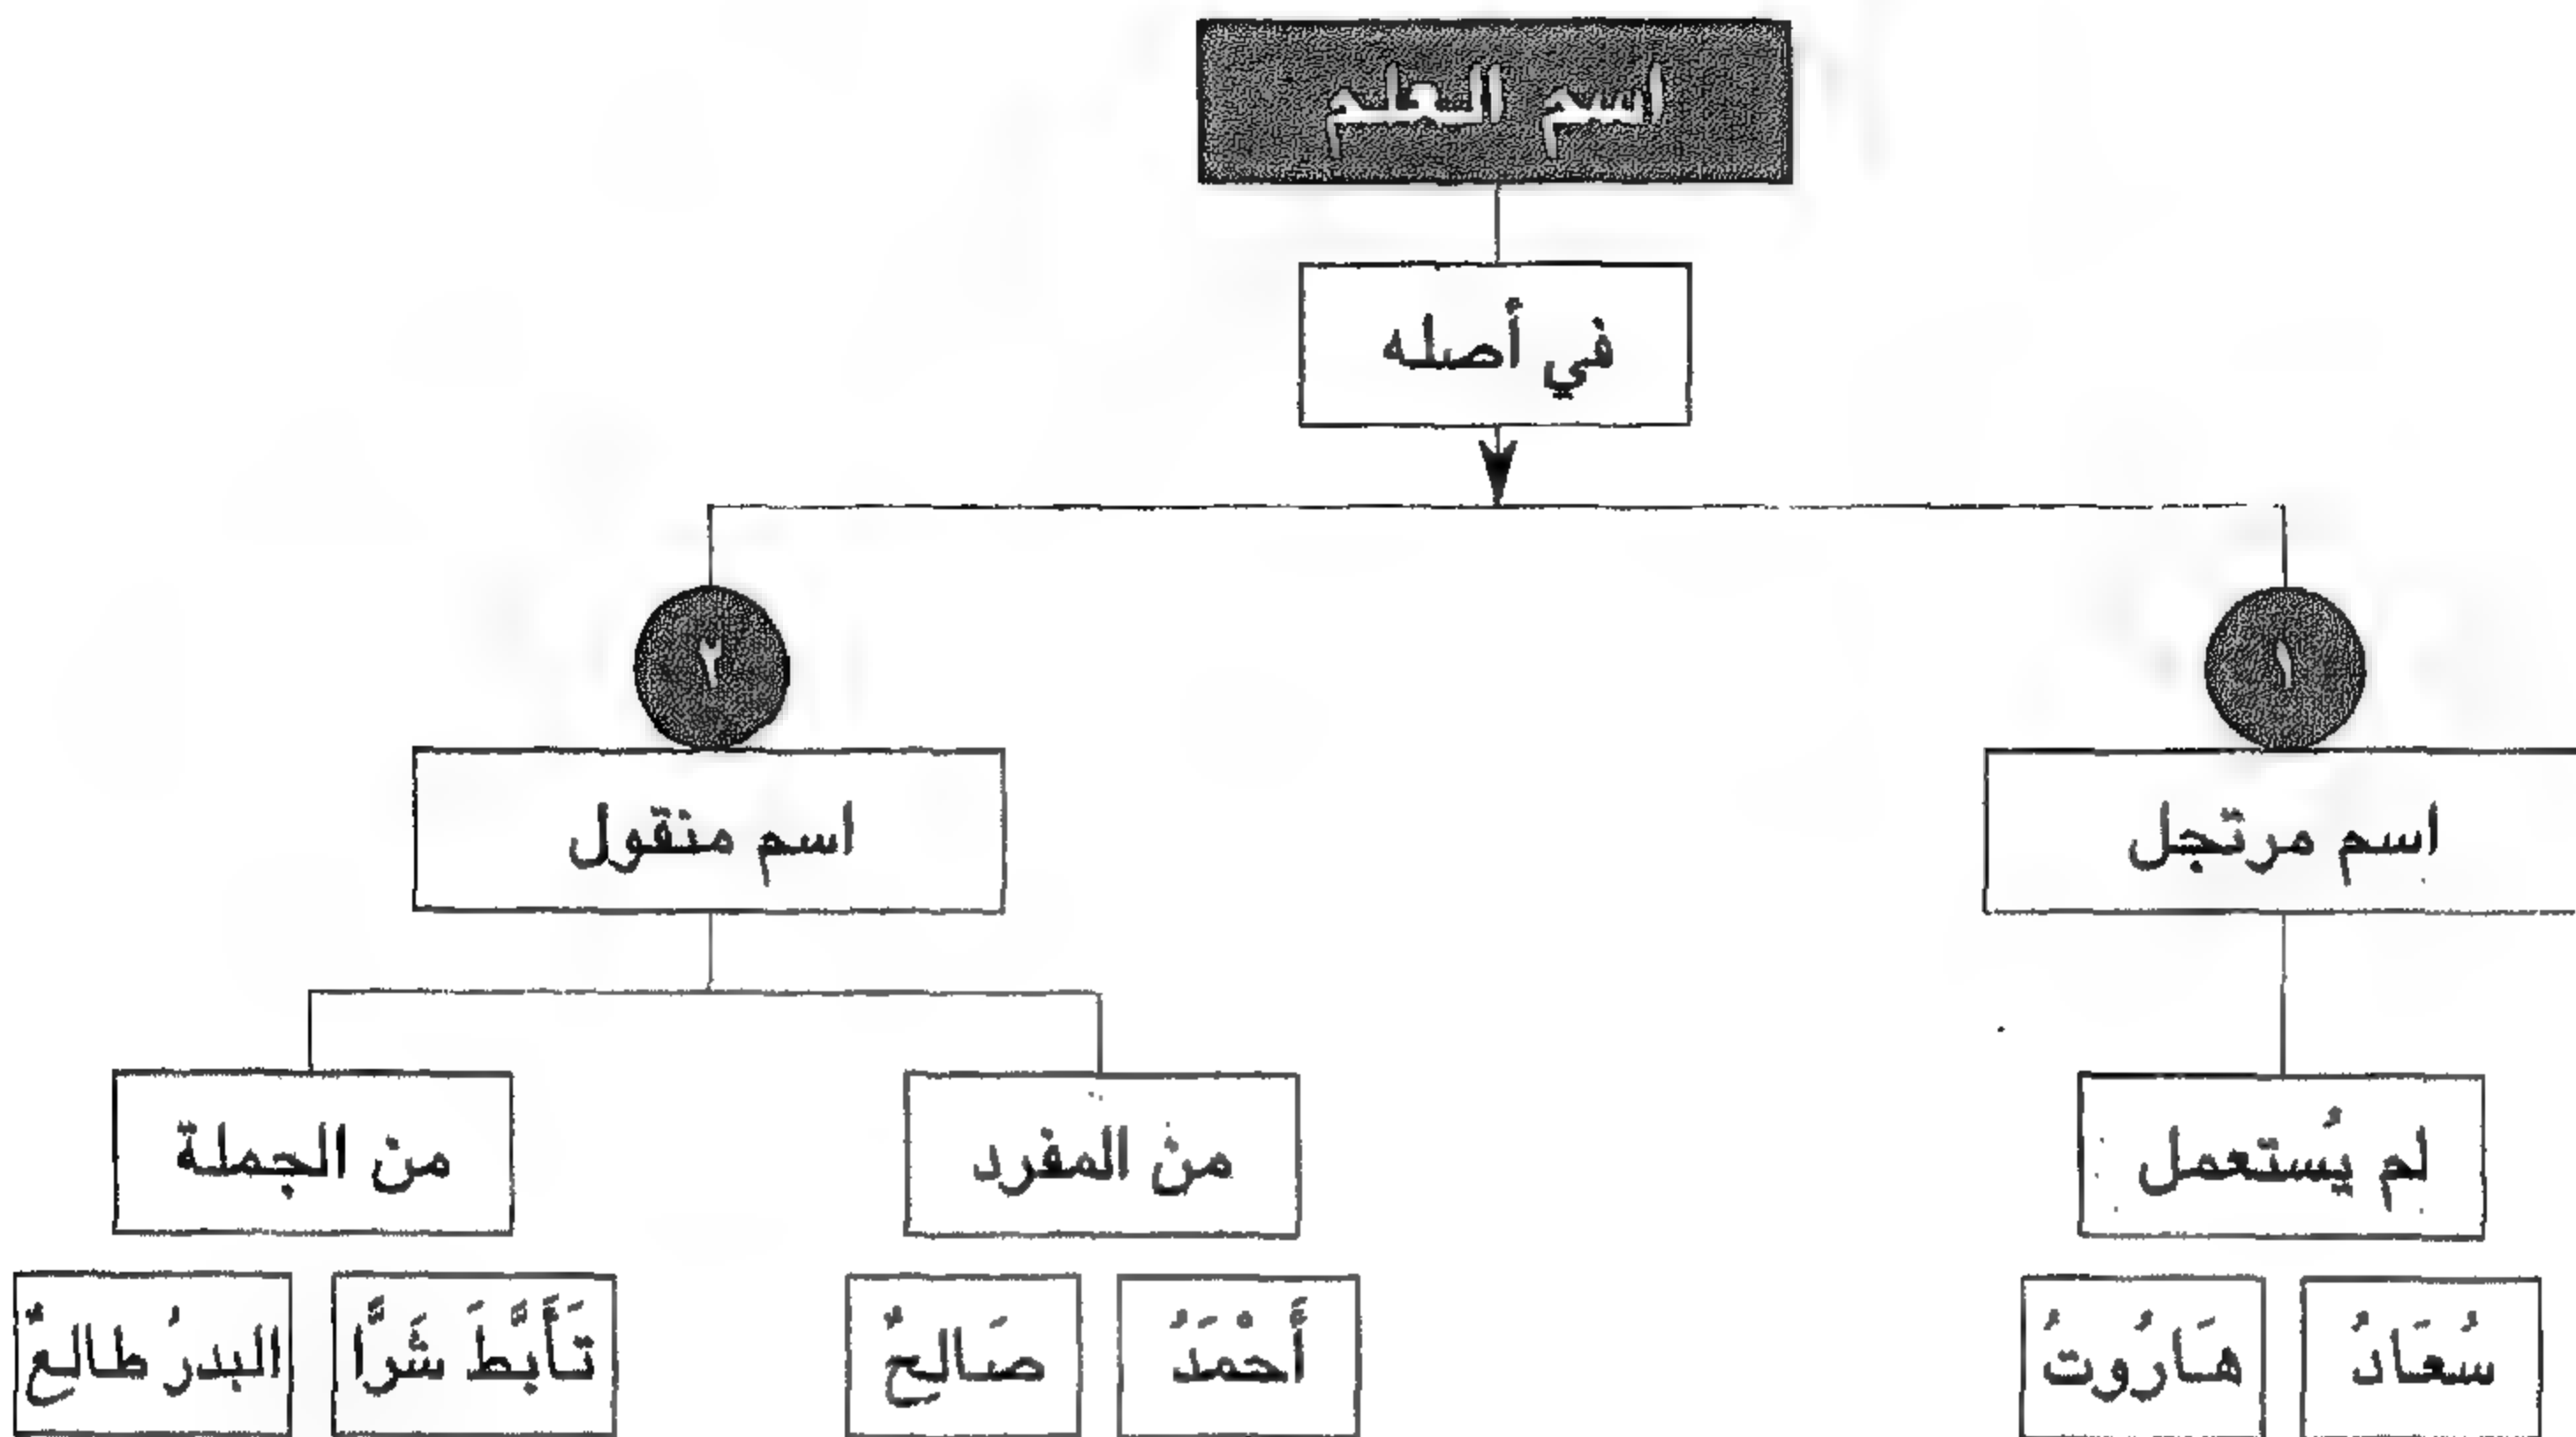 اسم العلم
في أصله
١
٢
اسم مرتجل
اسم منقول
لم يُستعمل
من المفرد
من الجملة
سُعَادُ
هَارُوتُ
أَحْمَدُ
صَالحٌ
تَأَبَّطَ شَرًّا
البدرُ طالعٌ